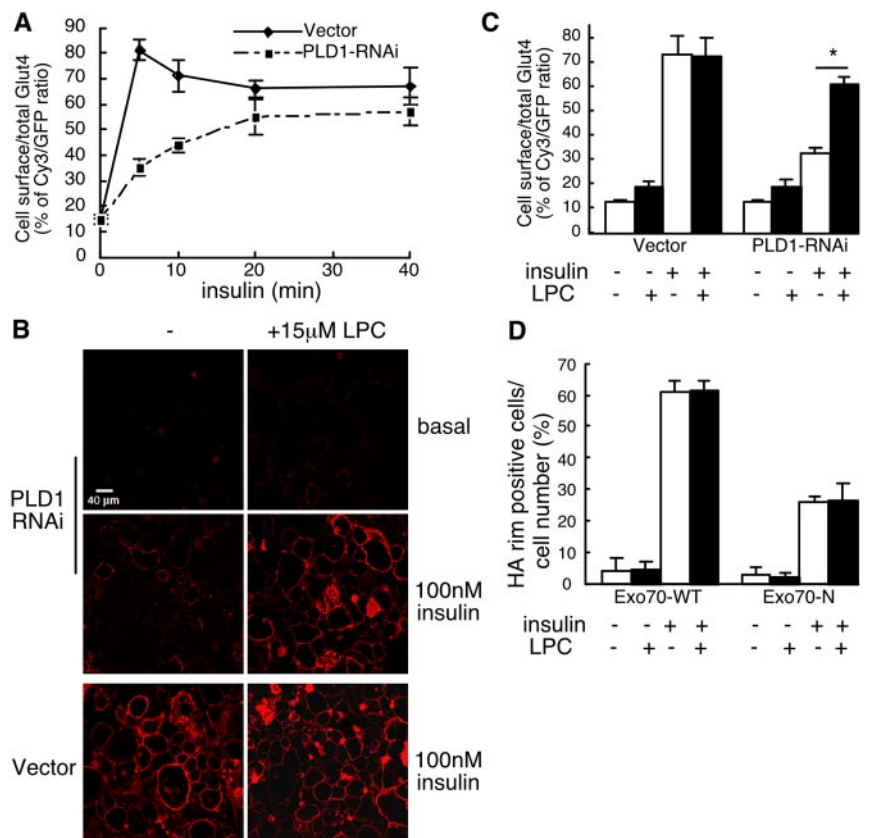 A
Cell surface/total Glut4
(% of Cy3/GFP ratio)
90
80
70
60
50
40
30
20
10
0
Vector
PLD1-RNAi
0 10 20 30 40
insulin (min)
B
- +15μM LPC
PLD1
RNAi
40 μm
basal
100nM
insulin
Vector
100nM
insulin
C
Cell surface/total Glut4
(% of Cy3/GFP ratio)
80
70
60
50
40
30
20
10
0
*
Vector PLD1-RNAi
insulin - - + + - - + +
LPC - + - + - + - +
D
HA rim positive cells/
cell number (%)
70
60
50
40
30
20
10
0
Exo70-WT Exo70-N
insulin - - + + - - + +
LPC - + - + - + - +